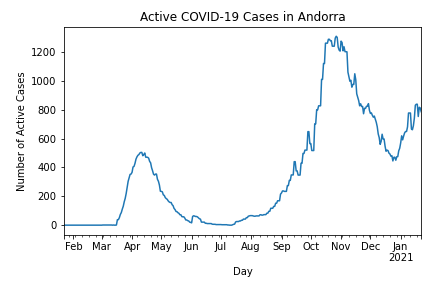 Active COVID-19 Cases in Andorra
Number of Active Cases
1200
1000
800
600
400
200
0
Feb Mar Apr May Jun Jul Aug Sep Oct Nov Dec Jan
2021
Day